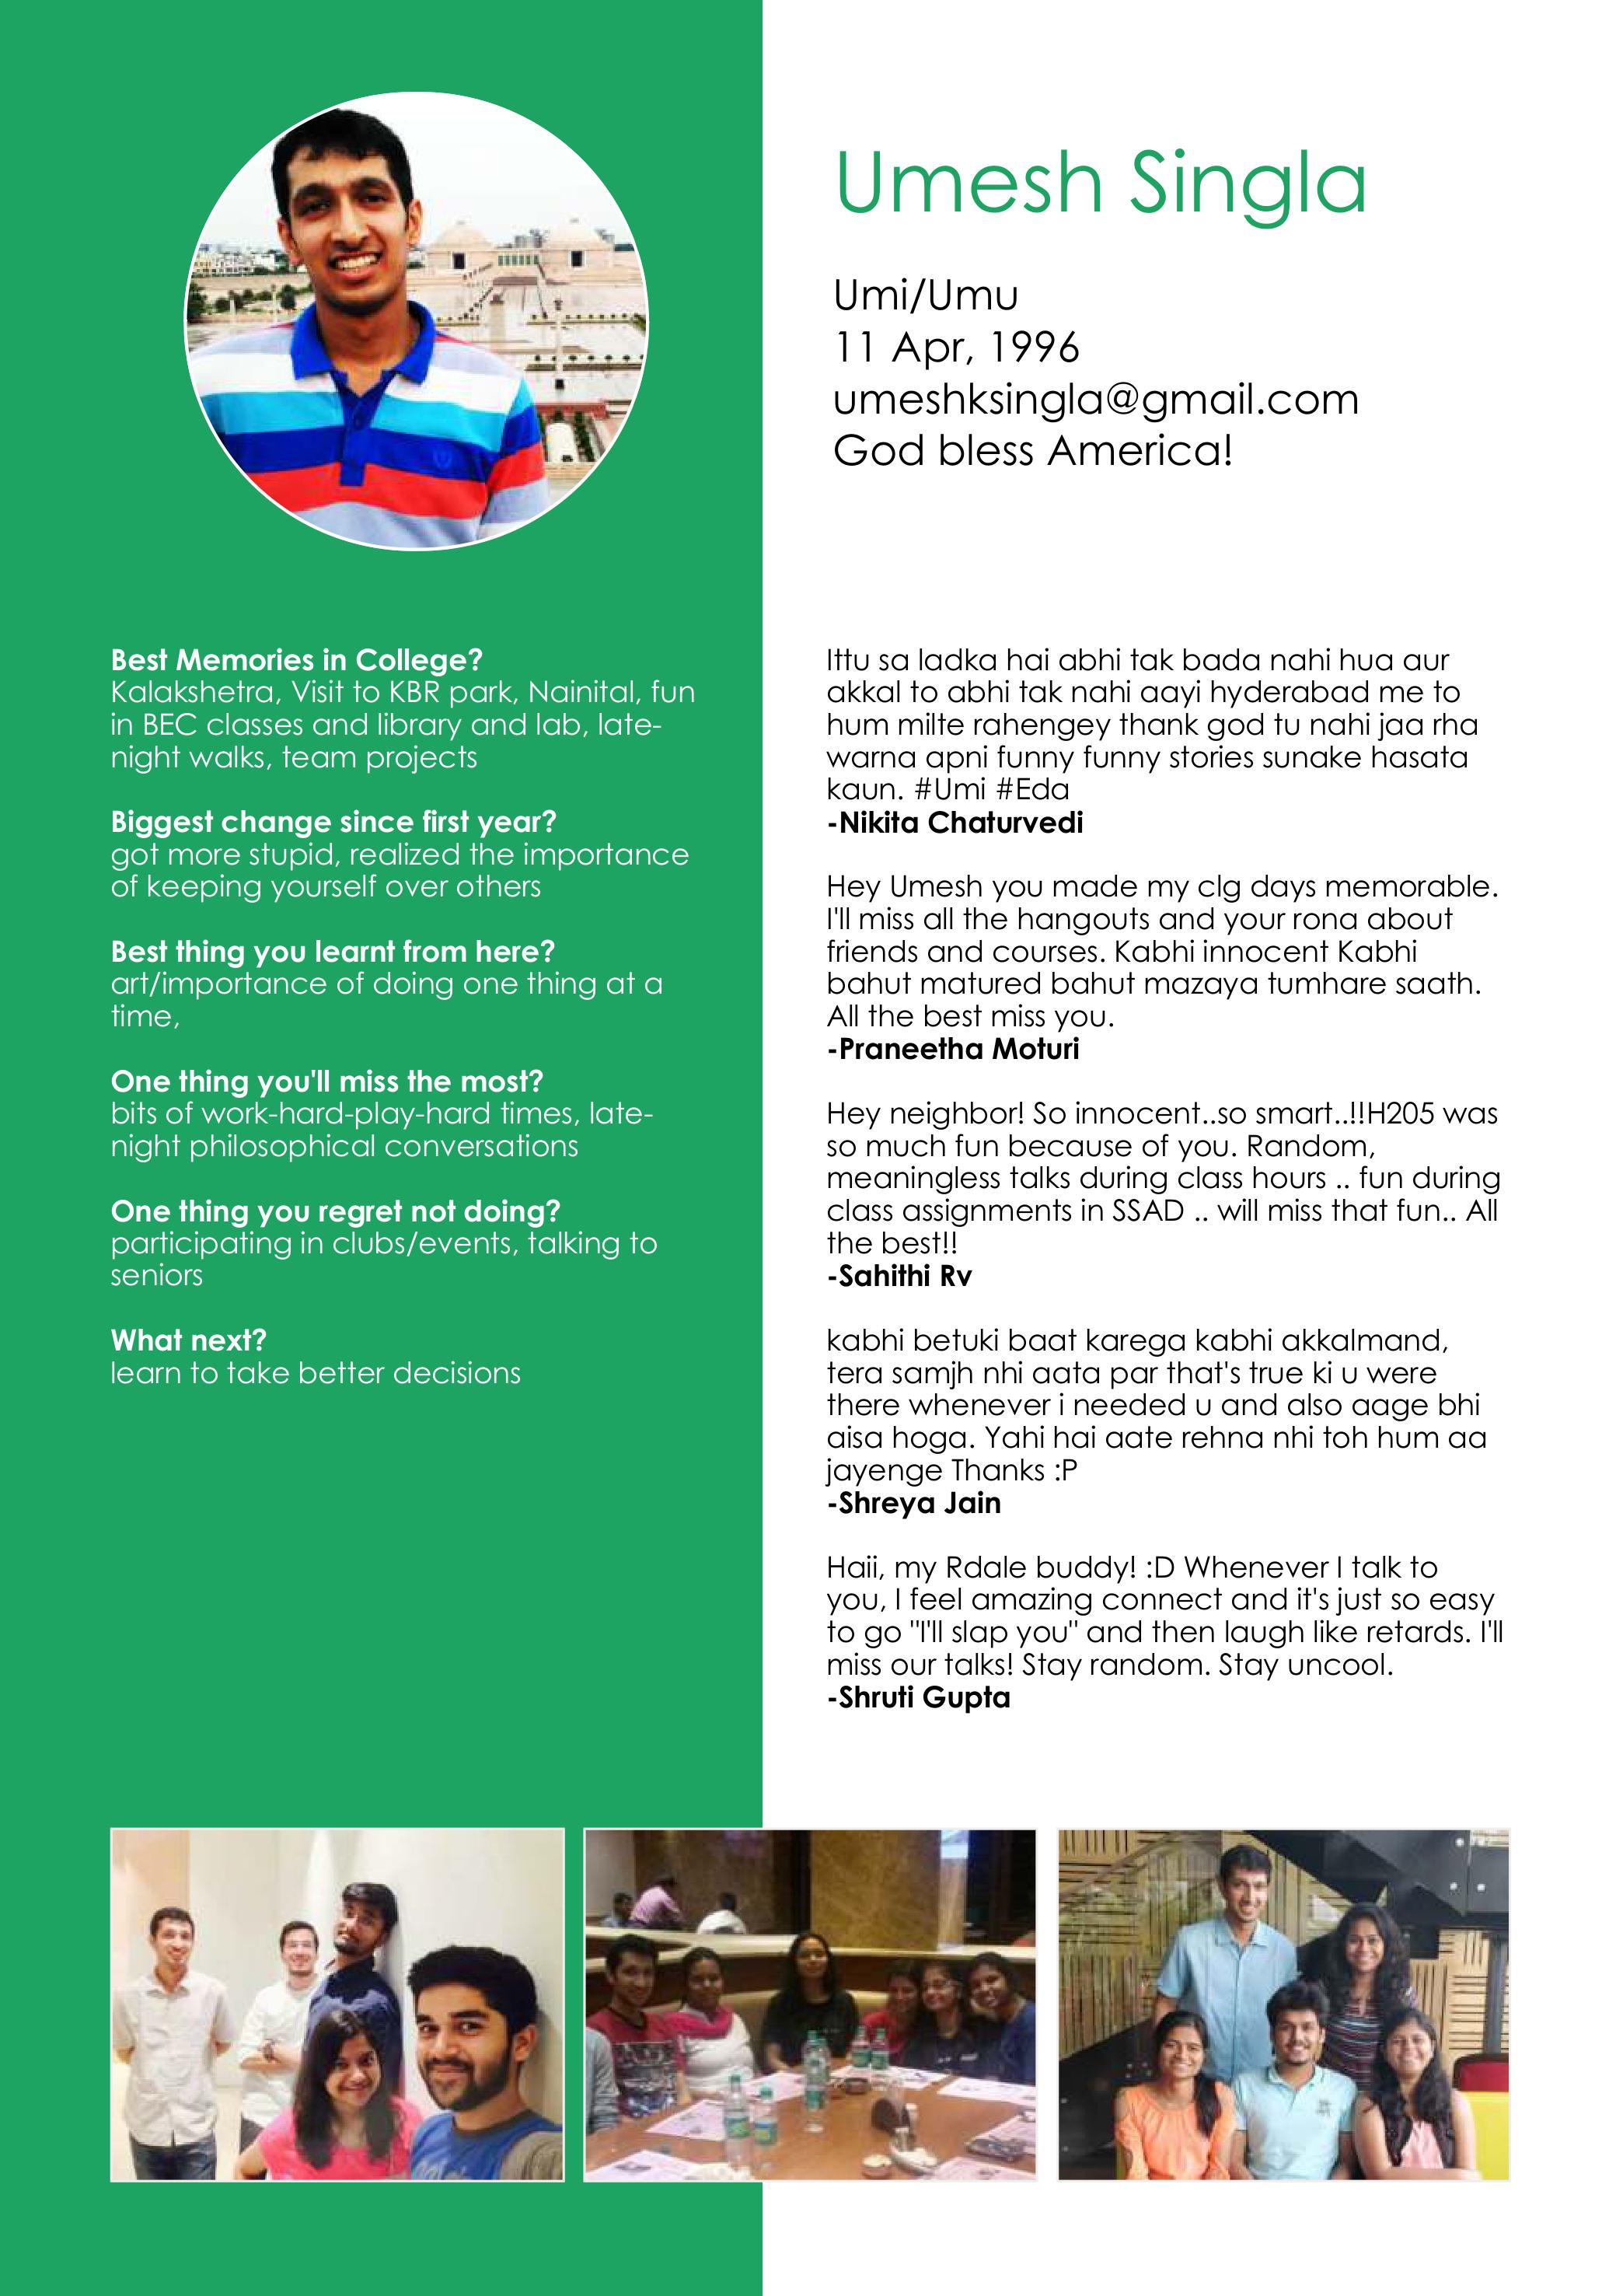 Umesh Singla
Umi/Umu
11 Apr, 1996
umeshksingla@gmail.com
God bless America!
Best Memories in College?
Kalakshetra, Visit to KBR park, Nainital, fun
in BEC classes and library and lab, late-
night walks, team projects
Biggest change since first year?
got more stupid, realized the importance
of keeping yourself over others
Best thing you learnt from here?
art/importance of doing one thing at a
time,
One thing you'll miss the most?
bits of work-hard-play-hard times, late-
night philosophical conversations
One thing you regret not doing?
participating in clubs/events, talking to
seniors
What next?
learn to take better decisions
Ittu sa ladka hai abhi tak bada nahi hua aur
akkal to abhi tak nahi aayi hyderabad me to
hum milte rahengey thank god tu nahi jaa rha
warna apni funny funny stories sunake hasata
kaun. #Umi #Eda
-Nikita Chaturvedi
Hey Umesh you made my clg days memorable.
I'll miss all the hangouts and your rona about
friends and courses. Kabhi innocent Kabhi
bahut matured bahut mazaya tumhare saath.
All the best miss you.
-Praneetha Moturi
Hey neighbor! So innocent..so smart..!!H205 was
so much fun because of you. Random,
meaningless talks during class hours .. fun during
class assignments in SSAD .. will miss that fun.. All
the best!!
-Sahithi Rv
kabhi betuki baat karega kabhi akkalmand,
tera samjh nhi aata par that's true ki u were
there whenever i needed u and also aage bhi
aisa hoga. Yahi hai aate rehna nhi toh hum aa
jayenge Thanks :P
-Shreya Jain
Haii, my Rdale buddy! :D Whenever I talk to
you, I feel amazing connect and it's just so easy
to go "I'll slap you" and then laugh like retards. I'll
miss our talks! Stay random. Stay uncool.
-Shruti Gupta